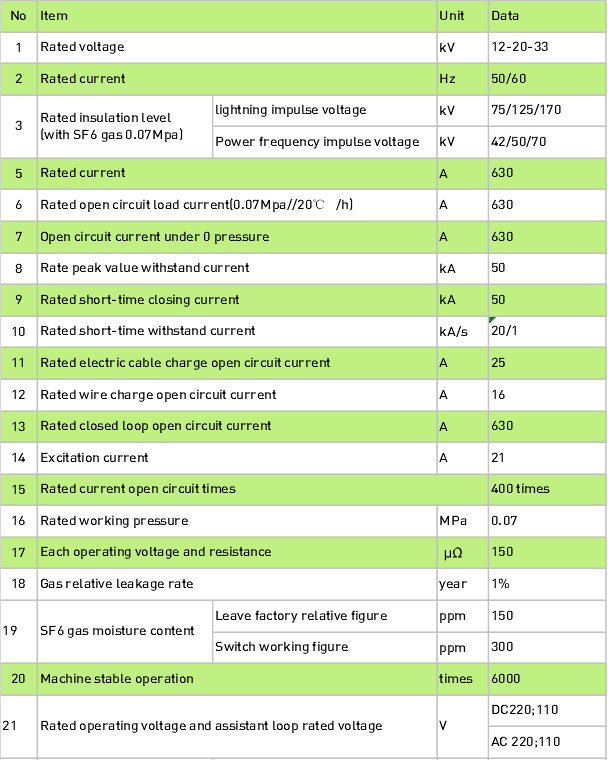 No Item Unit Data
1 Rated voltage kV 12-20-33
2 Rated current Hz 50/60
3 Rated insulation level (with SF6 gas 0.07Mpa) lightning impulse voltage kV 75/125/170
Power frequency impulse voltage kV 42/50/70
5 Rated current A 630
6 Rated open circuit load current(0.07Mpa//20℃ /h) A 630
7 Open circuit current under 0 pressure A 630
8 Rate peak value withstand current kA 50
9 Rated short-time closing current kA 50
10 Rated short-time withstand current kA/s 20/1
11 Rated electric cable charge open circuit current A 25
12 Rated wire charge open circuit current A 16
13 Rated closed loop open circuit current A 630
14 Excitation current A 21
15 Rated current open circuit times 400 times
16 Rated working pressure MPa 0.07
17 Each operating voltage and resistance μΩ 150
18 Gas relative leakage rate year 1%
19 SF6 gas moisture content Leave factory relative figure ppm 150
Switch working figure ppm 300
20 Machine stable operation times 6000
21 Rated operating voltage and assistant loop rated voltage V DC220;110
AC 220;110